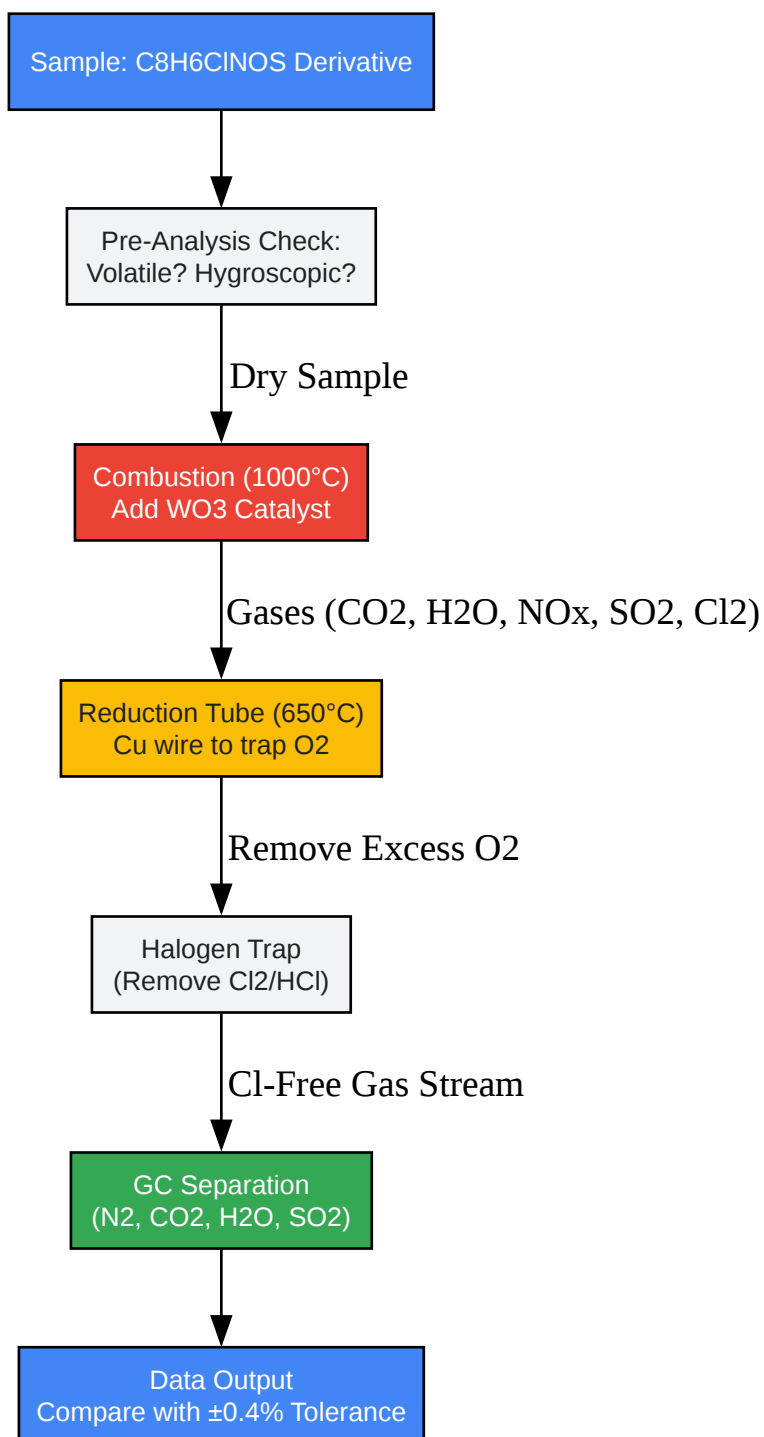 Sample: C8H6ClNOS Derivative
Pre-Analysis Check:
Volatile? Hygroscopic?
Dry Sample
Combustion (1000°C)
Add WO3 Catalyst
Gases (CO2, H2O, NOx, SO2, Cl2)
Reduction Tube (650°C)
Cu wire to trap O2
Remove Excess O2
Halogen Trap
(Remove Cl2/HCl)
Cl-Free Gas Stream
GC Separation
(N2, CO2, H2O, SO2)
Data Output
Compare with ±0.4% Tolerance